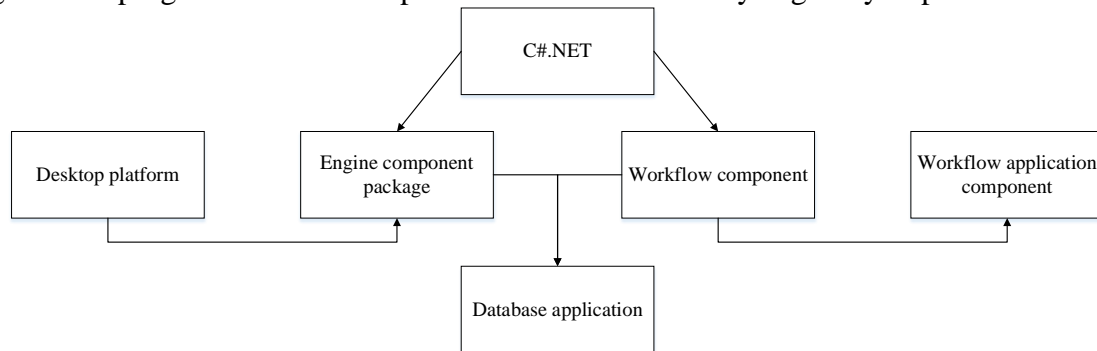 C#.NET
Desktop platform
Engine component
package
Workflow component
Workflow application
component
Database application